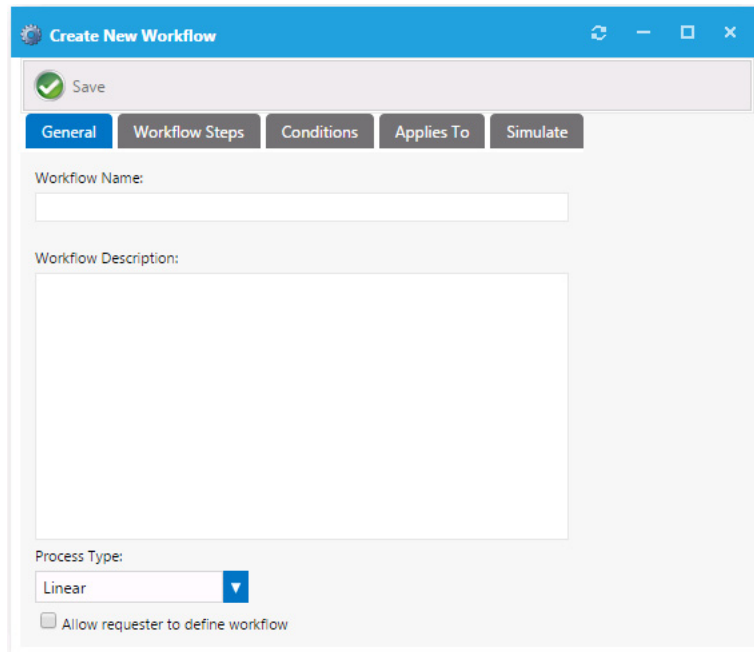 Create New Workflow
Save
General Workflow Steps Conditions Applies To Simulate
Workflow Name:
Workflow Description:
Process Type:
Linear
Allow requester to define workflow